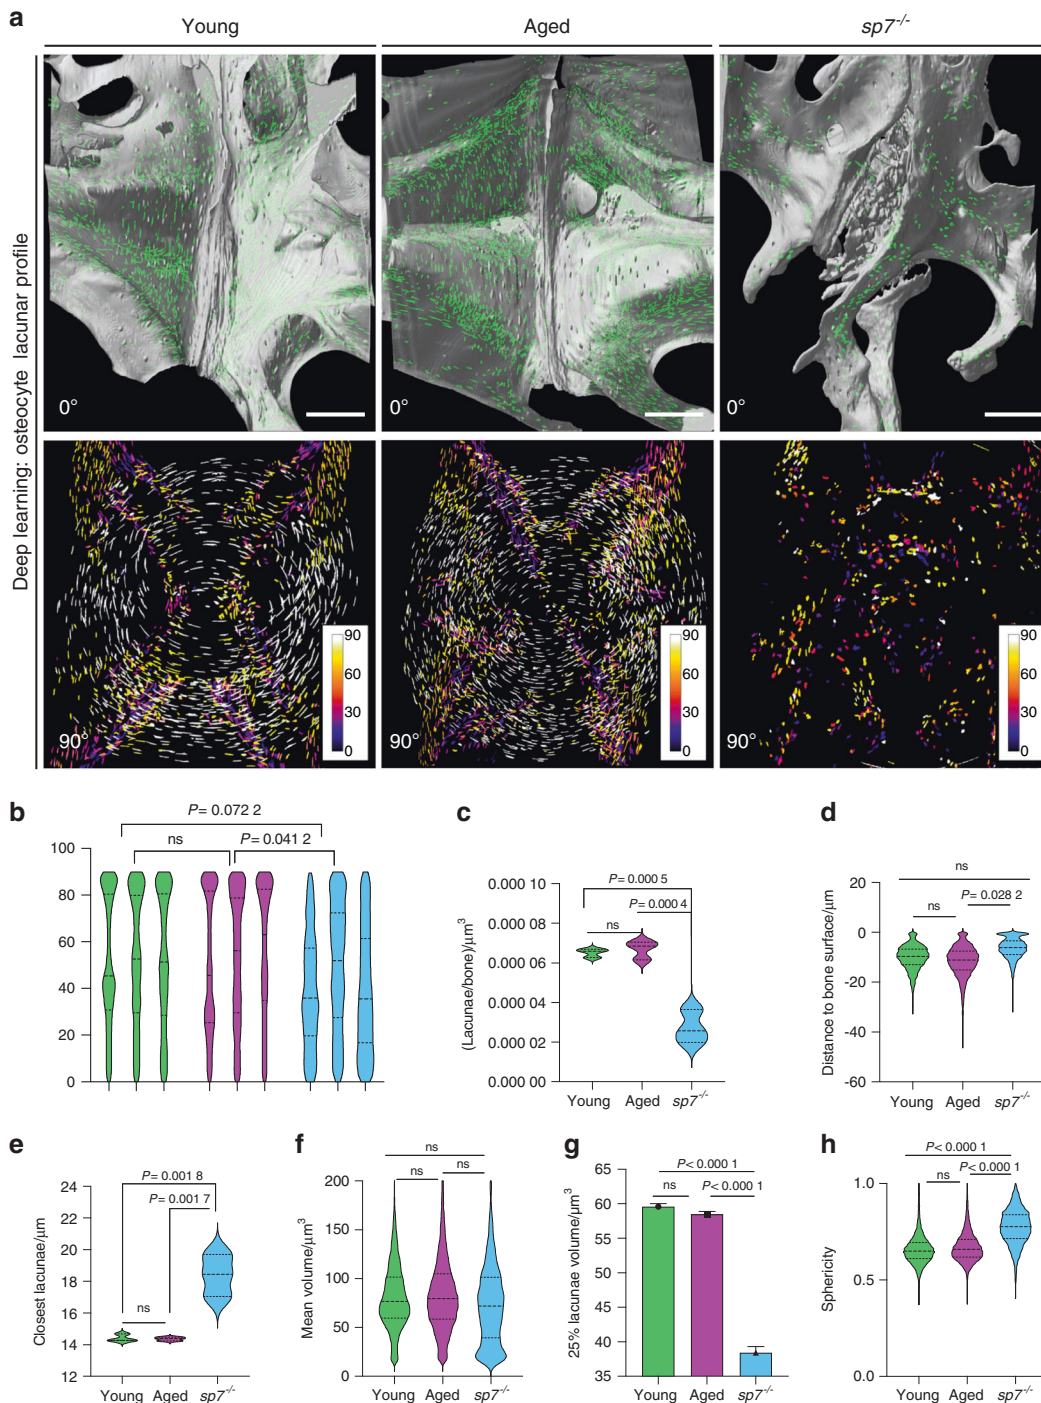 a
Young
Aged
sp7-/-
Deep learning: osteocyte lacunar profile
0°
0°
0°
90°
90
60
30
0
90°
90
60
30
0
90°
90
60
30
0
b
P = 0.072 2
ns
P = 0.041 2
100
80
60
40
20
0
c
(Lacunae/bone)/μm³
0.000 10
0.000 08
0.000 06
0.000 04
0.000 02
0.000 00
P = 0.000 5
P = 0.000 4
ns
Young
Aged
sp7-/-
d
Distance to bone surface/μm
20
0
-20
-40
-60
ns
P = 0.028 2
ns
Young
Aged
sp7-/-
e
Closest lacunae/μm
24
22
20
18
16
14
12
P = 0.001 8
P = 0.001 7
ns
Young
Aged
sp7-/-
f
Mean volume/μm³
200
150
100
50
0
ns
ns
ns
Young
Aged
sp7-/-
g
25% lacunae volume/μm³
65
60
55
50
45
40
35
P < 0.000 1
ns
P < 0.000 1
Young
Aged
sp7-/-
h
Sphericity
1.0
0.5
0.0
P < 0.000 1
P < 0.000 1
ns
Young
Aged
sp7-/-